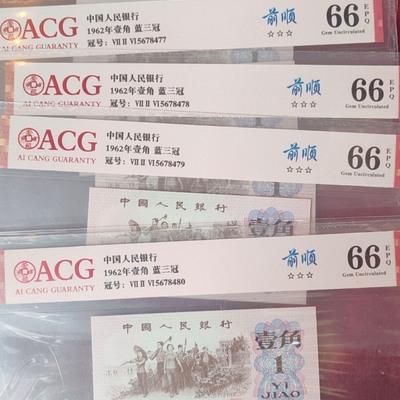 ACG
AI CANG GUARANTY
中国人民银行
1962年壹角 蓝三冠
冠号: VII II VI5678477
前顺
☆☆☆
66 EPQ
Gem Uncirculated
ACG
AI CANG GUARANTY
中国人民银行
1962年壹角 蓝三冠
冠号: VII II VI5678478
前顺
☆☆☆
66 EPQ
Gem Uncirculated
ACG
AI CANG GUARANTY
中国人民银行
1962年壹角 蓝三冠
冠号: VII II VI5678479
前顺
☆☆☆
66 EPQ
Gem Uncirculated
1
中國人民銀行
壹角
ACG
AI CANG GUARANTY
中国人民银行
1962年壹角 蓝三冠
冠号: VII II VI5678480
前顺
☆☆☆
66 EPQ
Gem Uncirculated
中國人民銀行
壹角
1
YI
JIAO